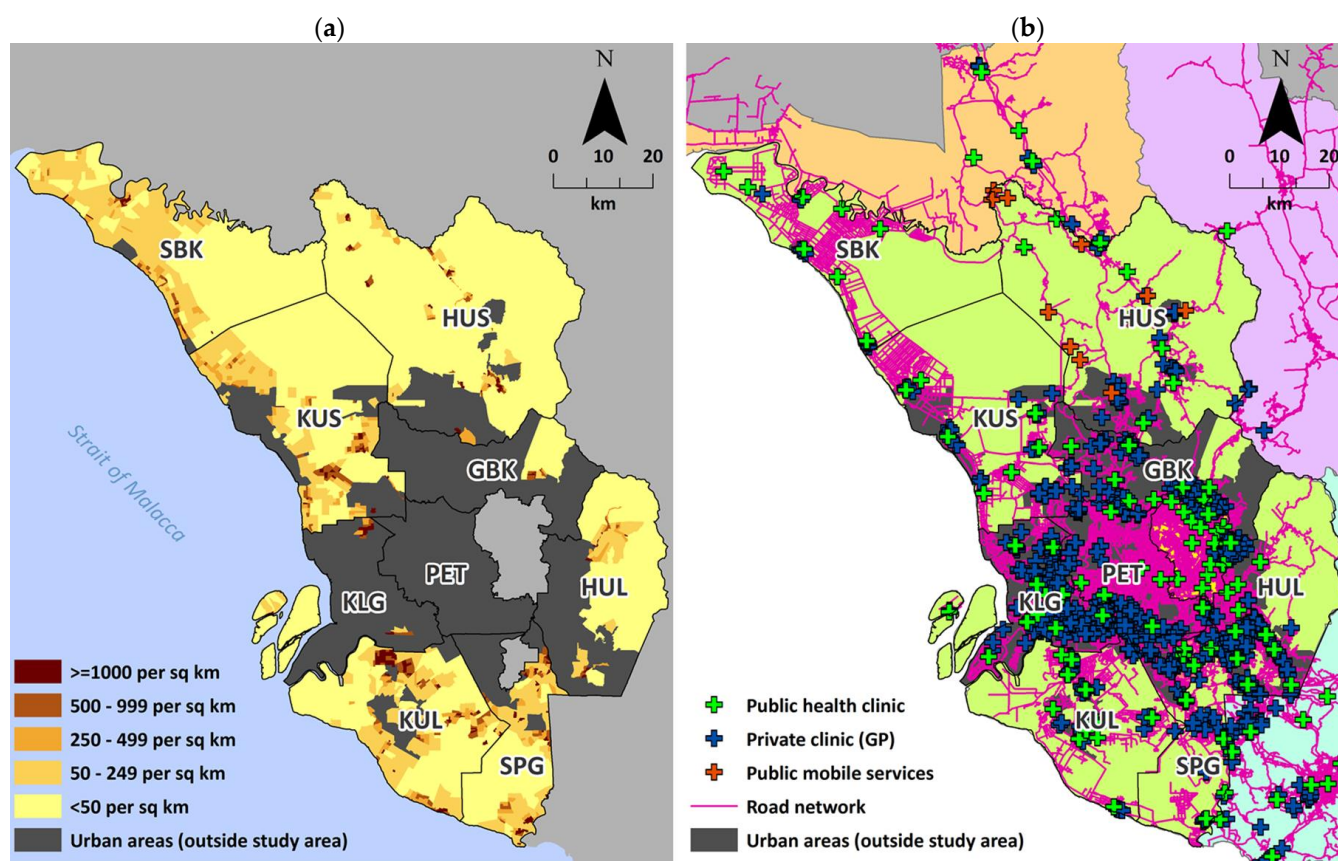 (a)
N
0 10 20
km
SBK
HUS
KUS
GBK
Strait of Malacca
PET
HUL
KLG
KUL
SPG
>=1000 per sq km
500 - 999 per sq km
250 - 499 per sq km
50 - 249 per sq km
<50 per sq km
Urban areas (outside study area)
(b)
N
0 10 20
km
SBK
HUS
KUS
GBK
PET
HUL
KLG
KUL
SPG
Public health clinic
Private clinic (GP)
Public mobile services
Road network
Urban areas (outside study area)